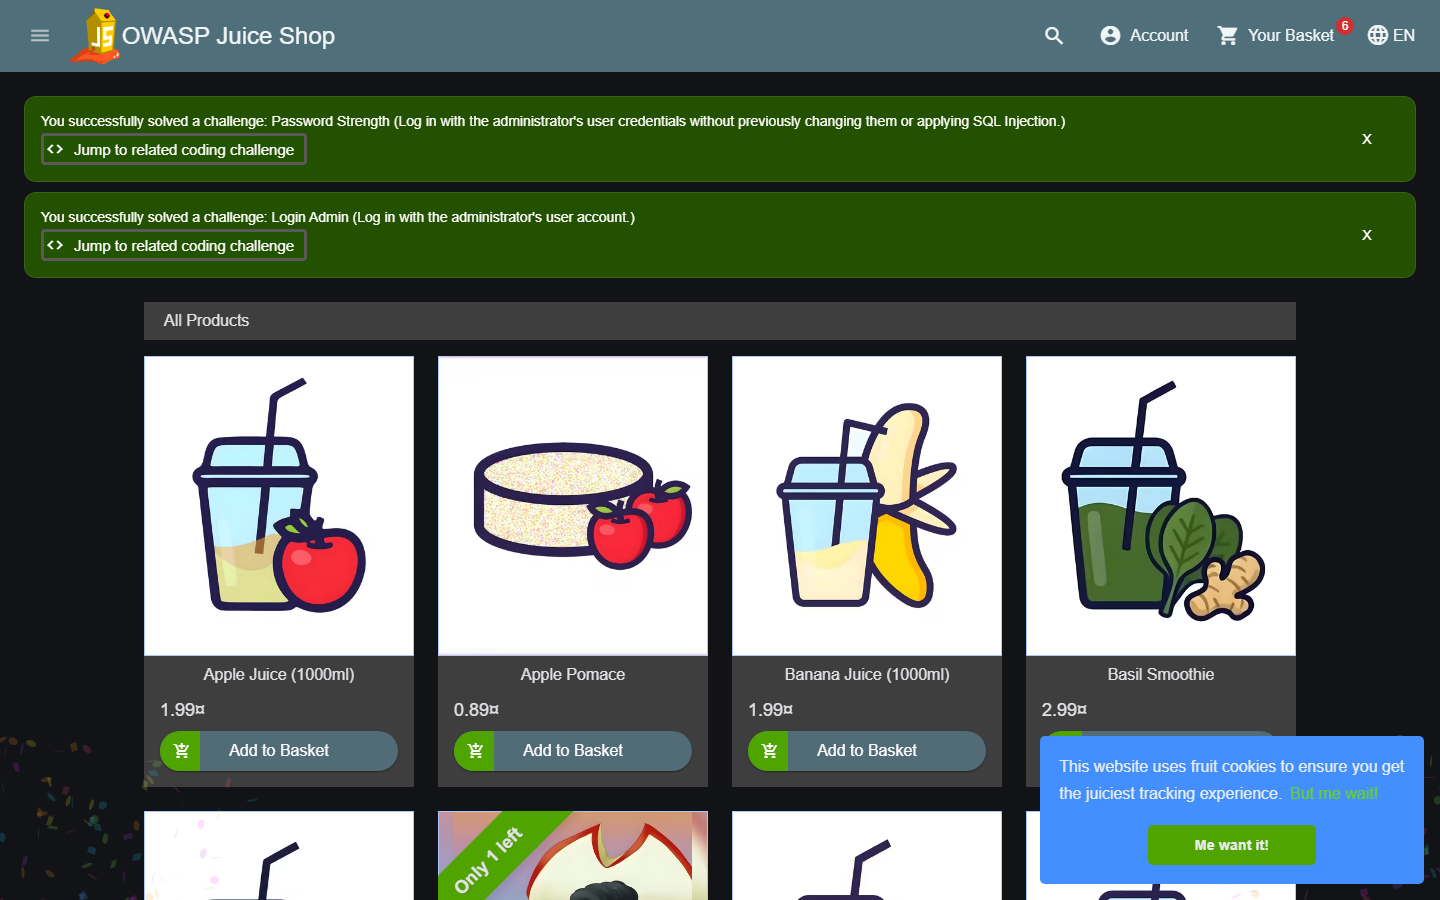 OWASP Juice Shop
Account
Your Basket
6
EN
You successfully solved a challenge: Password Strength (Log in with the administrator's user credentials without previously changing them or applying SQL Injection.)
<> Jump to related coding challenge
X
You successfully solved a challenge: Login Admin (Log in with the administrator's user account.)
<> Jump to related coding challenge
X
All Products
Apple Juice (1000ml)
1.99¤
Add to Basket
Apple Pomace
0.89¤
Add to Basket
Banana Juice (1000ml)
1.99¤
Add to Basket
Basil Smoothie
2.99¤
Only 1 left
This website uses fruit cookies to ensure you get
the juiciest tracking experience. But me wait!
Me want it!